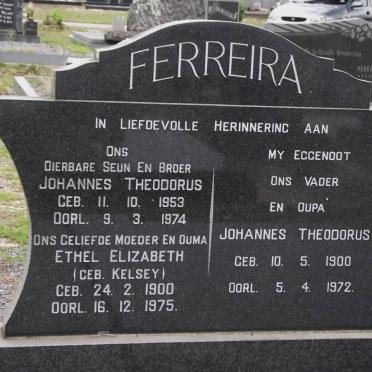 FERREIRA
IN LIEFDEVOLLE HERINNERING AAN
ONS
DIERBARE SEUN EN BROER
JOHANNES THEODORUS
GEB. 11. 10. 1953
OORL. 9. 3. 1974
ONS GELIEFDE MOEDER EN OUMA
ETHEL ELIZABETH
(GEB. KELSEY)
GEB. 24. 2. 1900
OORL. 16. 12. 1975.
MY EGGENOOT
ONS VADER
EN OUPA
JOHANNES THEODORUS
GEB. 10. 5. 1900
OORL. 5. 4. 1972.